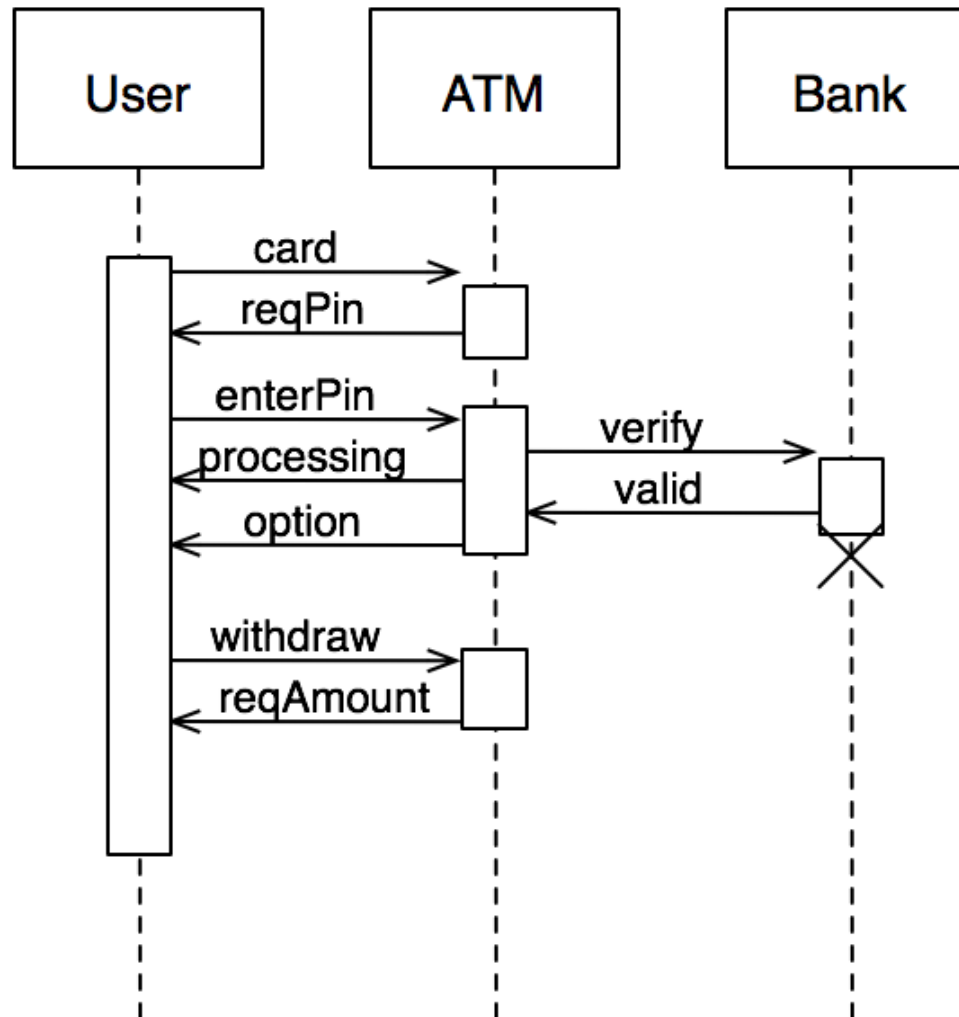 User
ATM
Bank
card
reqPin
enterPin
verify
processing
valid
option
withdraw
reqAmount